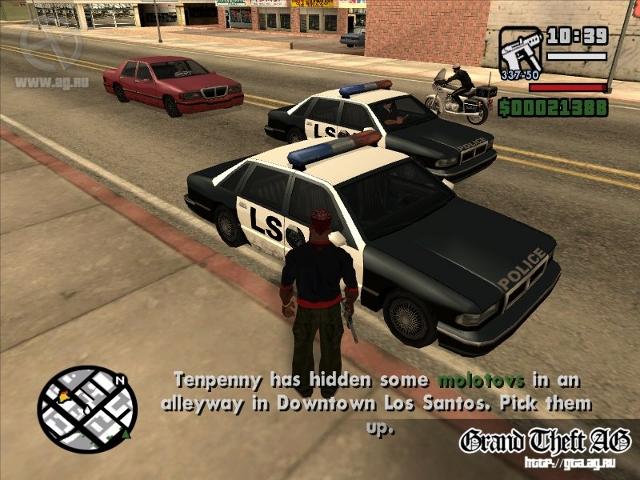 10:39
www.ag.ru
337-50
$00021388
POLICE
LS
LS
POLICE
Tenpenny has hidden some molotovs in an
alleyway in Downtown Los Santos. Pick them
up.
N
Grand Theft AG
http://gta.ag.ru